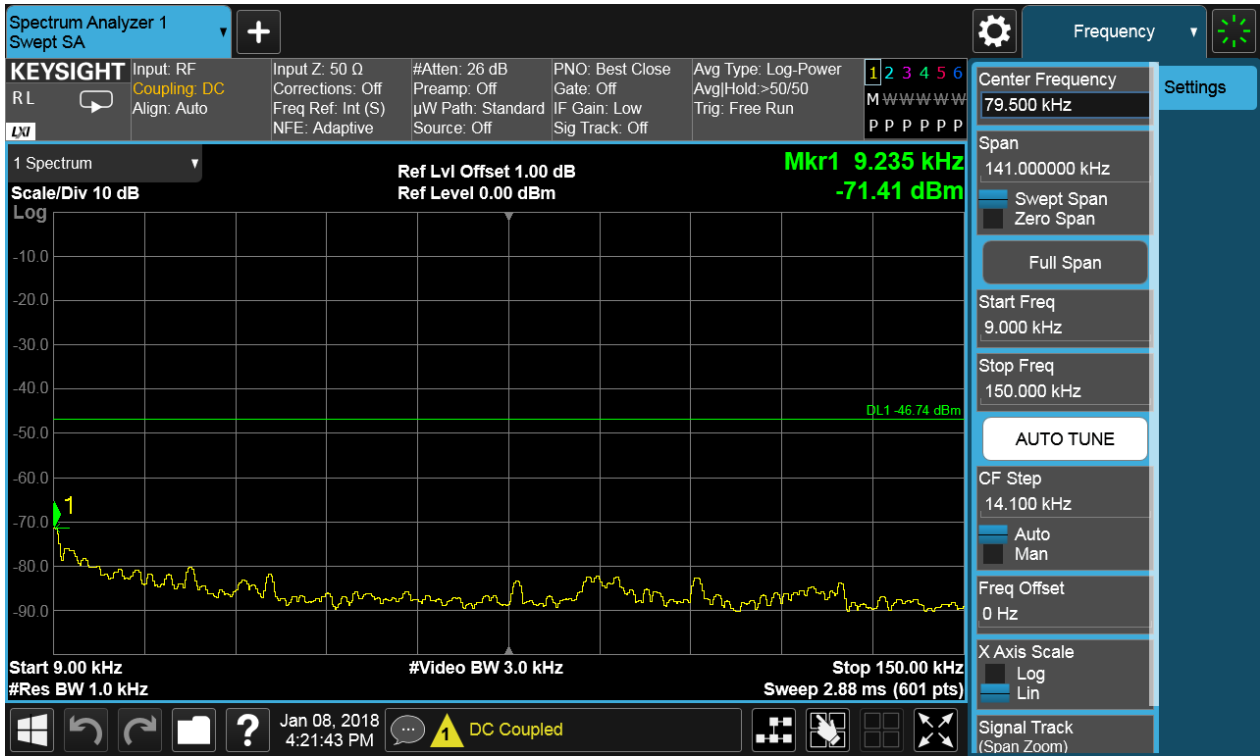 Spectrum Analyzer 1
Swept SA
Frequency
KEYSIGHT
RL
LXI
Input: RF
Coupling: DC
Align: Auto
Input Z: 50 Ω
Corrections: Off
Freq Ref: Int (S)
NFE: Adaptive
#Atten: 26 dB
Preamp: Off
µW Path: Standard
Source: Off
PNO: Best Close
Gate: Off
IF Gain: Low
Sig Track: Off
Avg Type: Log-Power
Avg|Hold:>50/50
Trig: Free Run
1 2 3 4 5 6
M W W W W W
P P P P P P
1 Spectrum
Scale/Div 10 dB
Ref Lvl Offset 1.00 dB
Ref Level 0.00 dBm
Mkr1 9.235 kHz
-71.41 dBm
Log
-10.0
-20.0
-30.0
-40.0
DL1 -46.74 dBm
-50.0
-60.0
1
-70.0
-80.0
-90.0
Start 9.00 kHz
#Video BW 3.0 kHz
Stop 150.00 kHz
#Res BW 1.0 kHz
Sweep 2.88 ms (601 pts)
Center Frequency
79.500 kHz
Span
141.000000 kHz
Swept Span
Zero Span
Full Span
Start Freq
9.000 kHz
Stop Freq
150.000 kHz
AUTO TUNE
CF Step
14.100 kHz
Auto
Man
Freq Offset
0 Hz
X Axis Scale
Log
Lin
Signal Track
(Span Zoom)
Settings
?
Jan 08, 2018
4:21:43 PM
1
DC Coupled